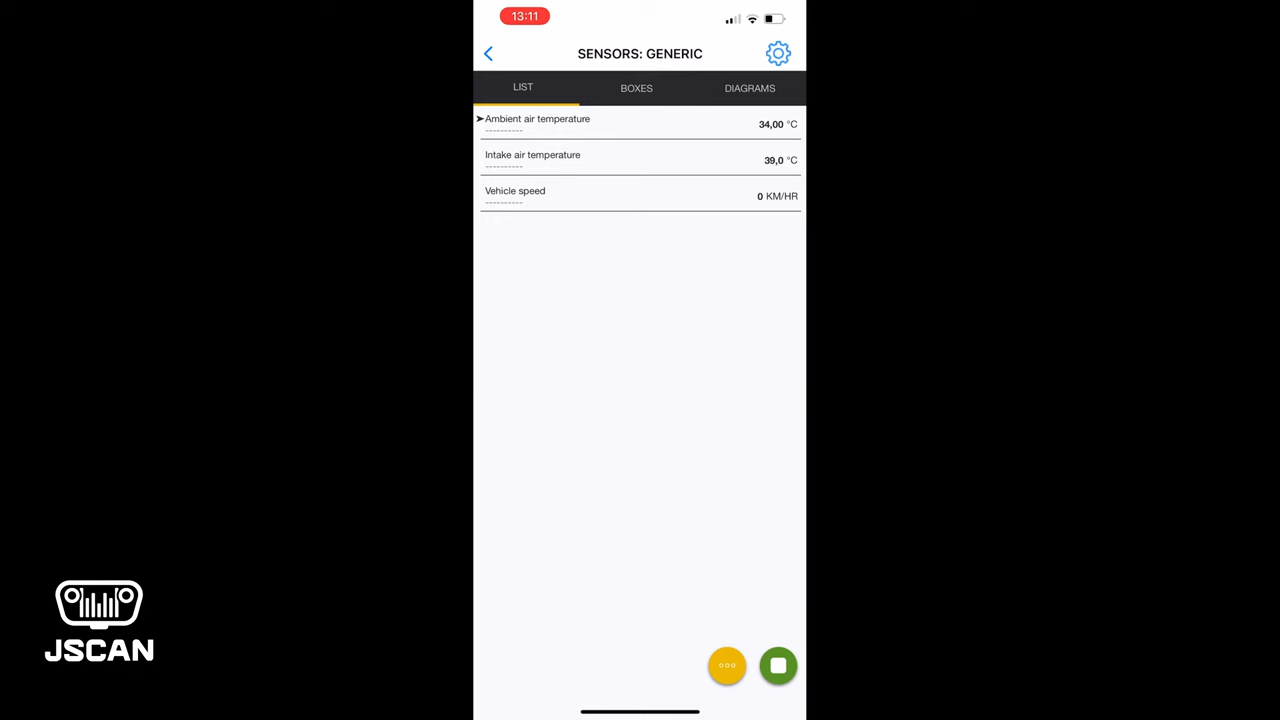 13:11
SENSORS: GENERIC
LIST BOXES DIAGRAMS
➤Ambient air temperature 34,00 °C
----------
Intake air temperature 39,0 °C
----------
Vehicle speed 0 KM/HR
----------
JSCAN